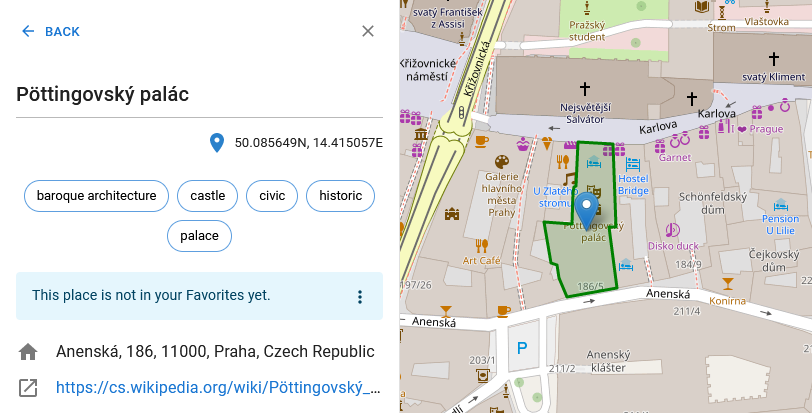 BACK
Pöttingovský palác
50.085649N, 14.415057E
baroque architecture
castle
civic
historic
palace
This place is not in your Favorites yet.
Anenská, 186, 11000, Praha, Czech Republic
https://cs.wikipedia.org/wiki/Pöttingovský_...
svatý František
z Assisi
Pražský
student
Strom
Vlaštovka
Křižovnické
náměstí
Křižovnická
svatý Kliment
Nejsvětější
Salvátor
Karlova
Karlova
Prague
Garnet
Galerie
hlavního
města
Prahy
U Zlatého
stromu
Hostel
Bridge
Schönfeldský
dům
Pension
U Lilie
Pöttingovský
palác
Disko duck
Art Café
Čejkovský
dům
184/9
186/5
197/26
Anenská
Konírna
211/4
Anenská
P
203/1
211/2
Anenský
klášter